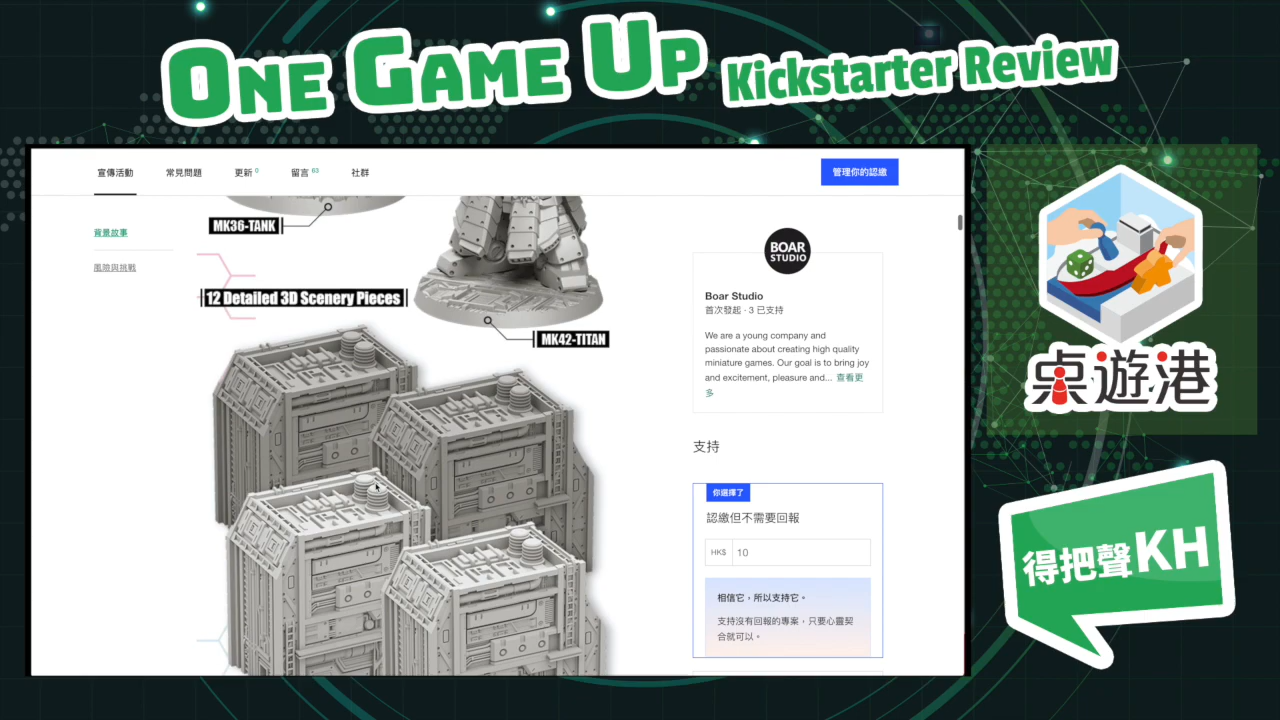 ONE GAME UP Kickstarter Review
宣傳活動 常見問題 更新 0 留言 63 社群
管理你的認繳
背景故事
風險與挑戰
MK36-TANK
12 Detailed 3D Scenery Pieces
MK42-TITAN
BOAR
STUDIO
Boar Studio
首次發起 · 3 已支持
We are a young company and
passionate about creating high quality
miniature games. Our goal is to bring joy
and excitement, pleasure and... 查看更
多
支持
你選擇了
認繳但不需要回報
HK$ 10
相信它，所以支持它。
支持沒有回報的專案，只要心靈契
合就可以。
桌遊港
得把聲KH